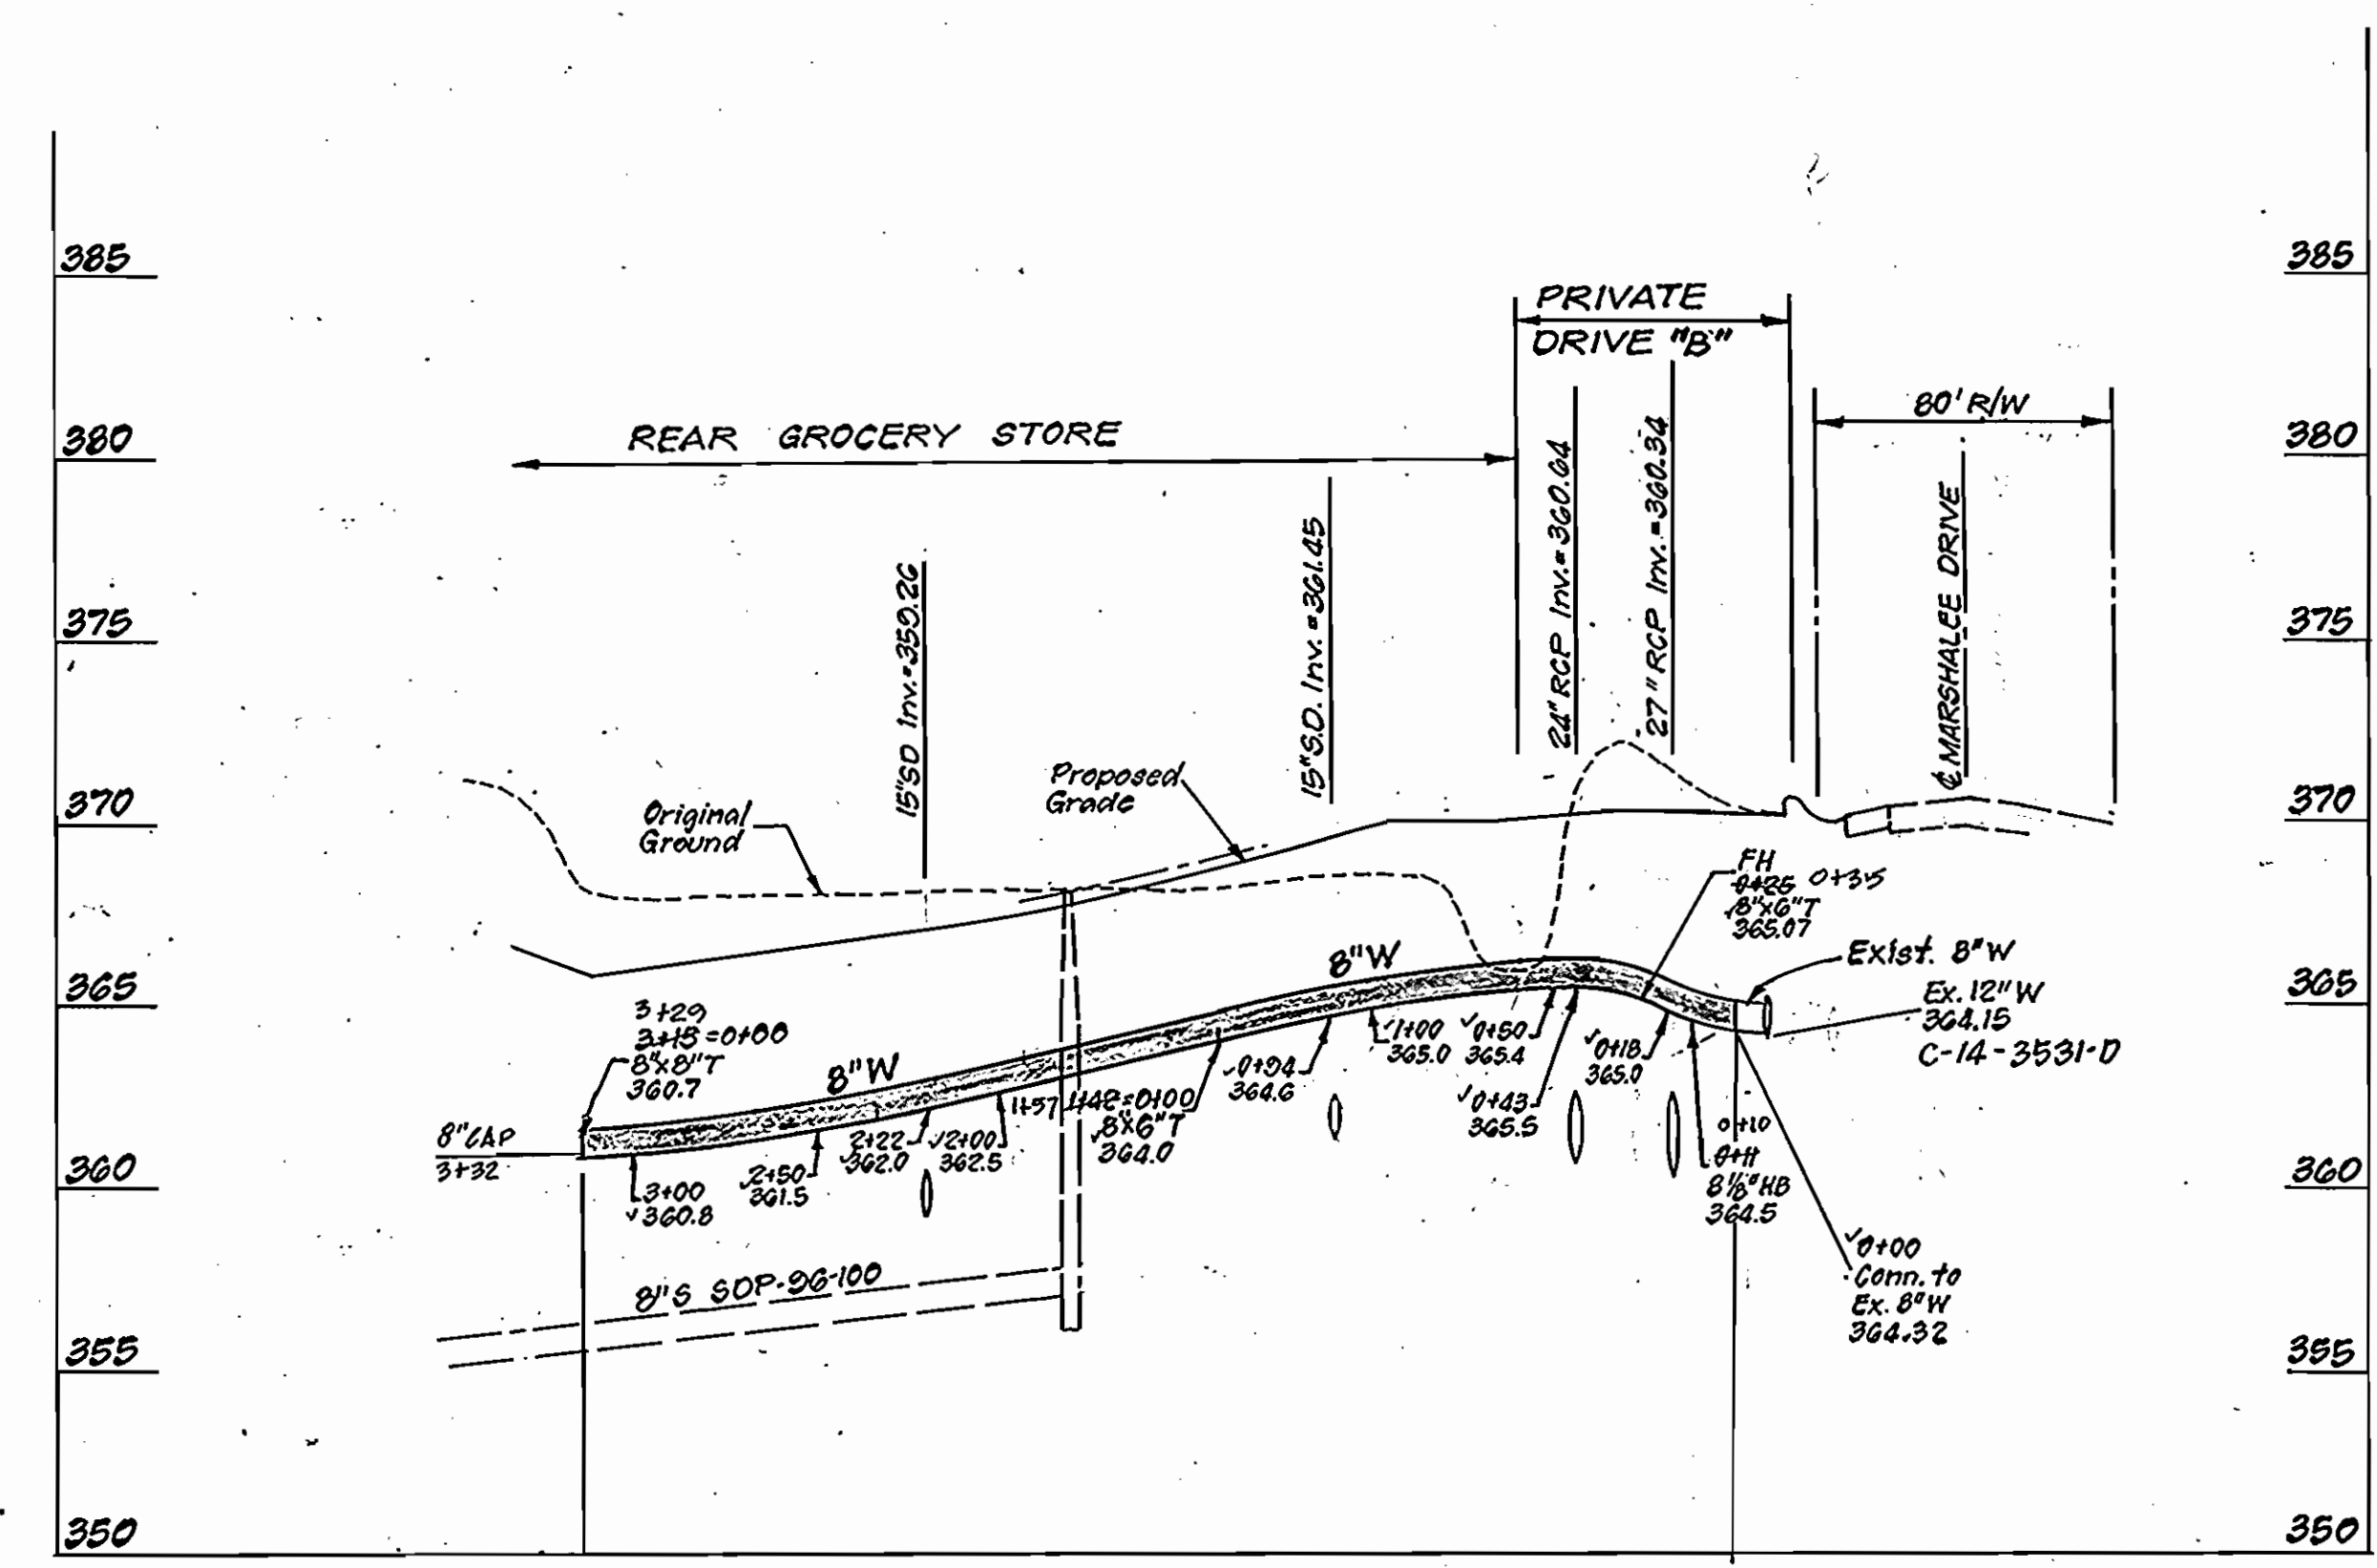 385
385
PRIVATE
DRIVE "B"
80' R/W
380
380
REAR GROCERY STORE
15"SD Inv.=359.26
15"S.D. Inv.=361.45
24" RCP Inv.=360.64
27" RCP Inv.=360.34
℄ MARSHALEE DRIVE
375
375
370
370
Original
Ground
Proposed
Grade
FH
0+25 0+35
8"x6"T
365.07
Exist. 8"W
Ex. 12"W
364.15
C-14-3531-D
365
365
8"W
8"W
3+29
3+13=0+00
8"x8"T
360.7
8"CAP
3+32
✓3+00
360.8
✓2+50
361.5
✓2+22
362.0
✓2+00
362.5
1+57 1+42=0+00
✓8"x6"T
364.0
✓0+94
364.6
✓1+00
365.0
✓0+50
365.4
✓0+43
365.5
✓0+18
365.0
0+10
0+11
8⅛" HB
364.5
✓0+00
Conn. to
Ex. 8"W
364.32
360
360
8"S SDP-96-100
355
355
350
350